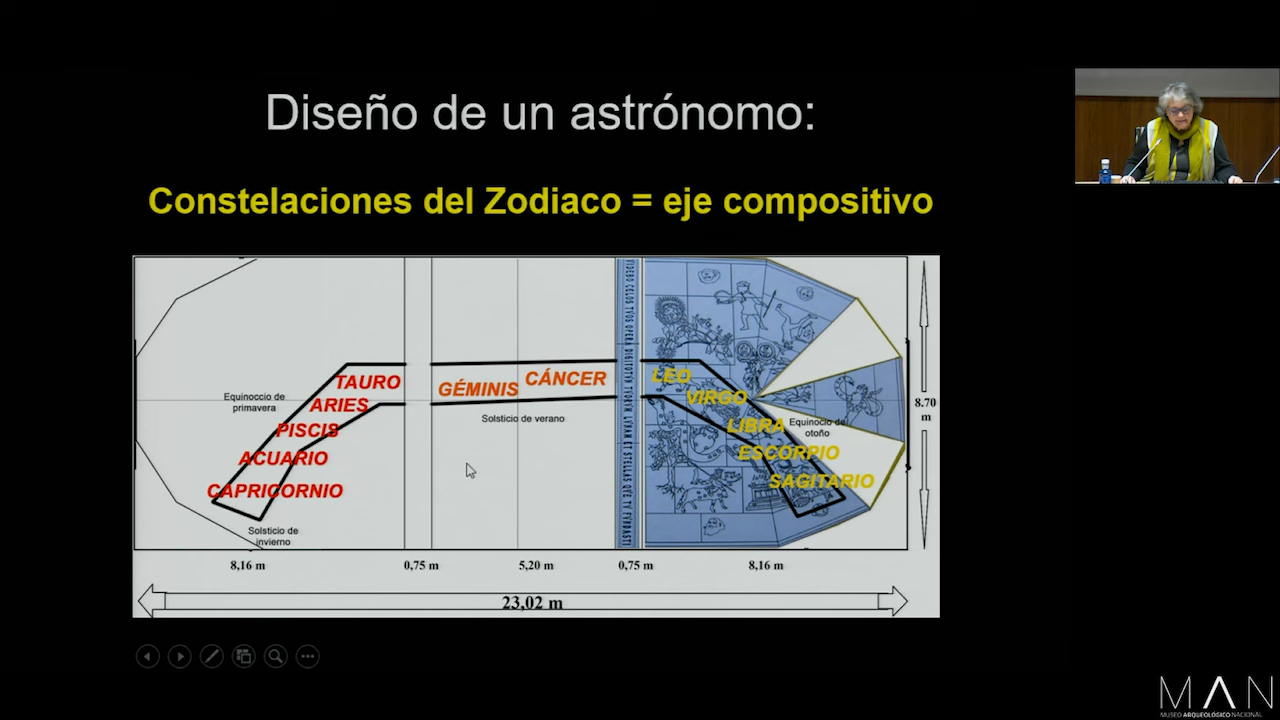 Diseño de un astrónomo:
Constelaciones del Zodiaco = eje compositivo
TAURO
GÉMINIS
CÁNCER
LEO
Equinoccio de
primavera
ARIES
VIRGO
8.70
m
PISCIS
Solsticio de verano
LIBRA
Equinocio de
otoño
ACUARIO
ESCORPIO
CAPRICORNIO
SAGITARIO
Solsticio de
invierno
8,16 m
0,75 m
5,20 m
0,75 m
8,16 m
23,02 m
MAN
MUSEO ARQUEOLÓGICO NACIONAL